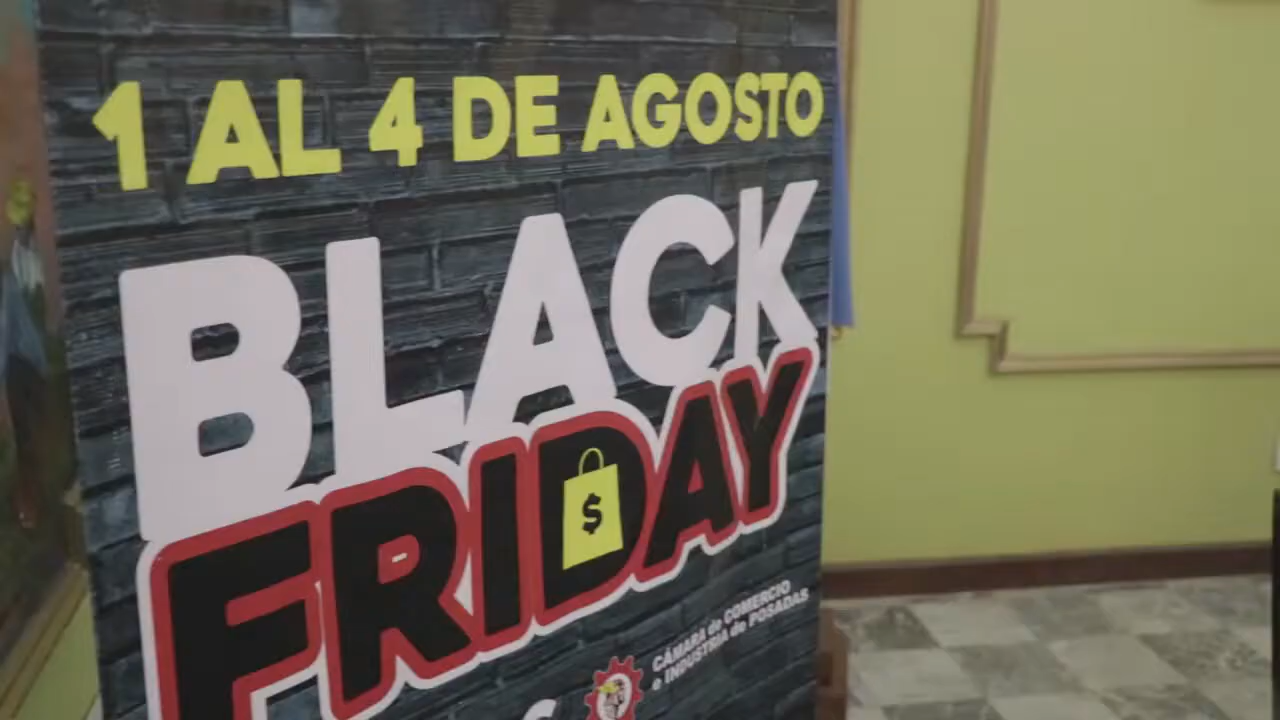 1 AL 4 DE AGOSTO
BLACK
FRIDAY
$
CÁMARA de COMERCIO
e INDUSTRIA de POSADAS